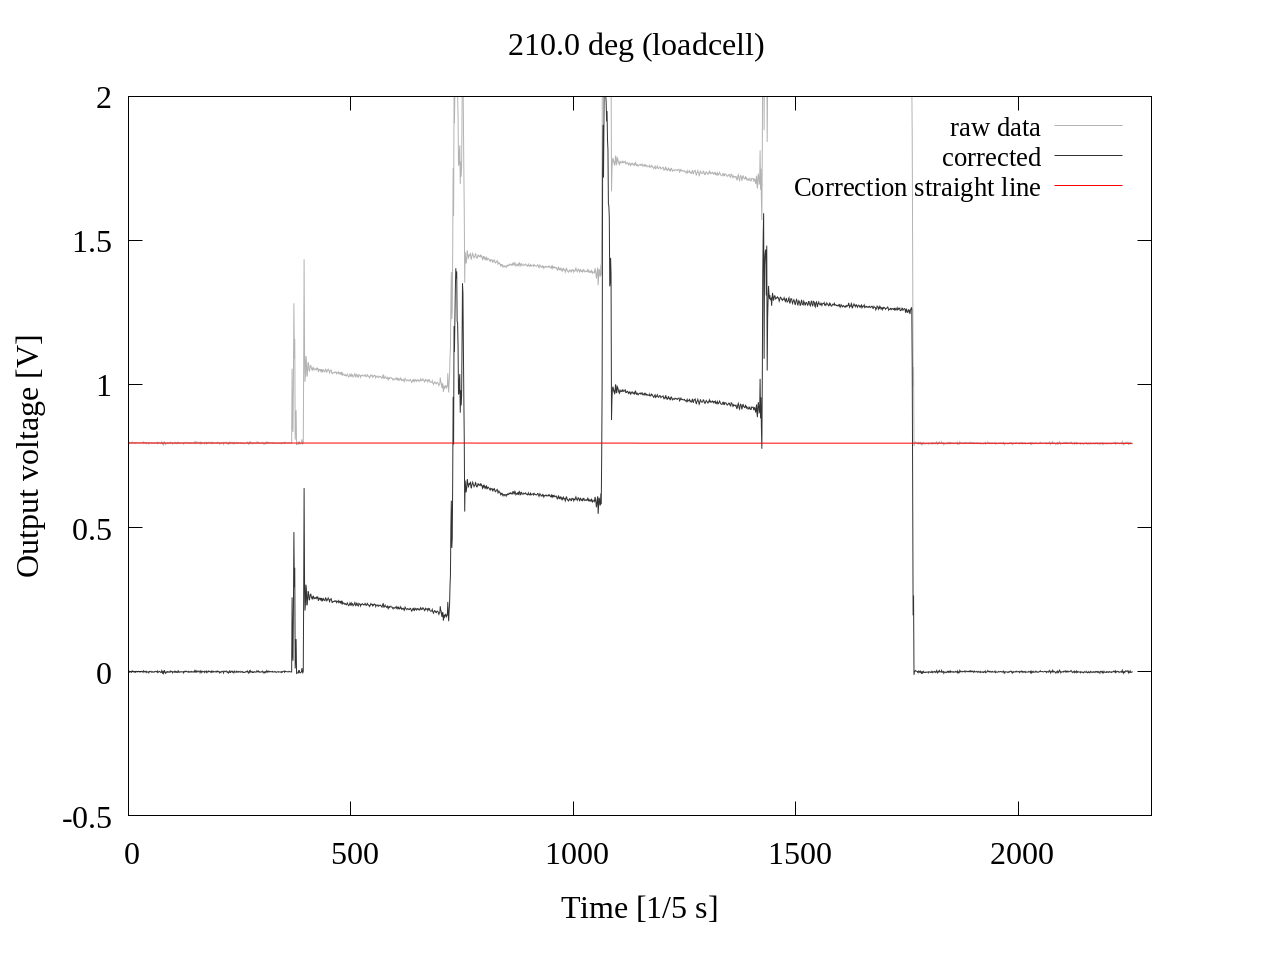 210.0 deg (loadcell)
2
1.5
1
0.5
0
-0.5
Output voltage [V]
raw data
corrected
Correction straight line
0 500 1000 1500 2000
Time [1/5 s]